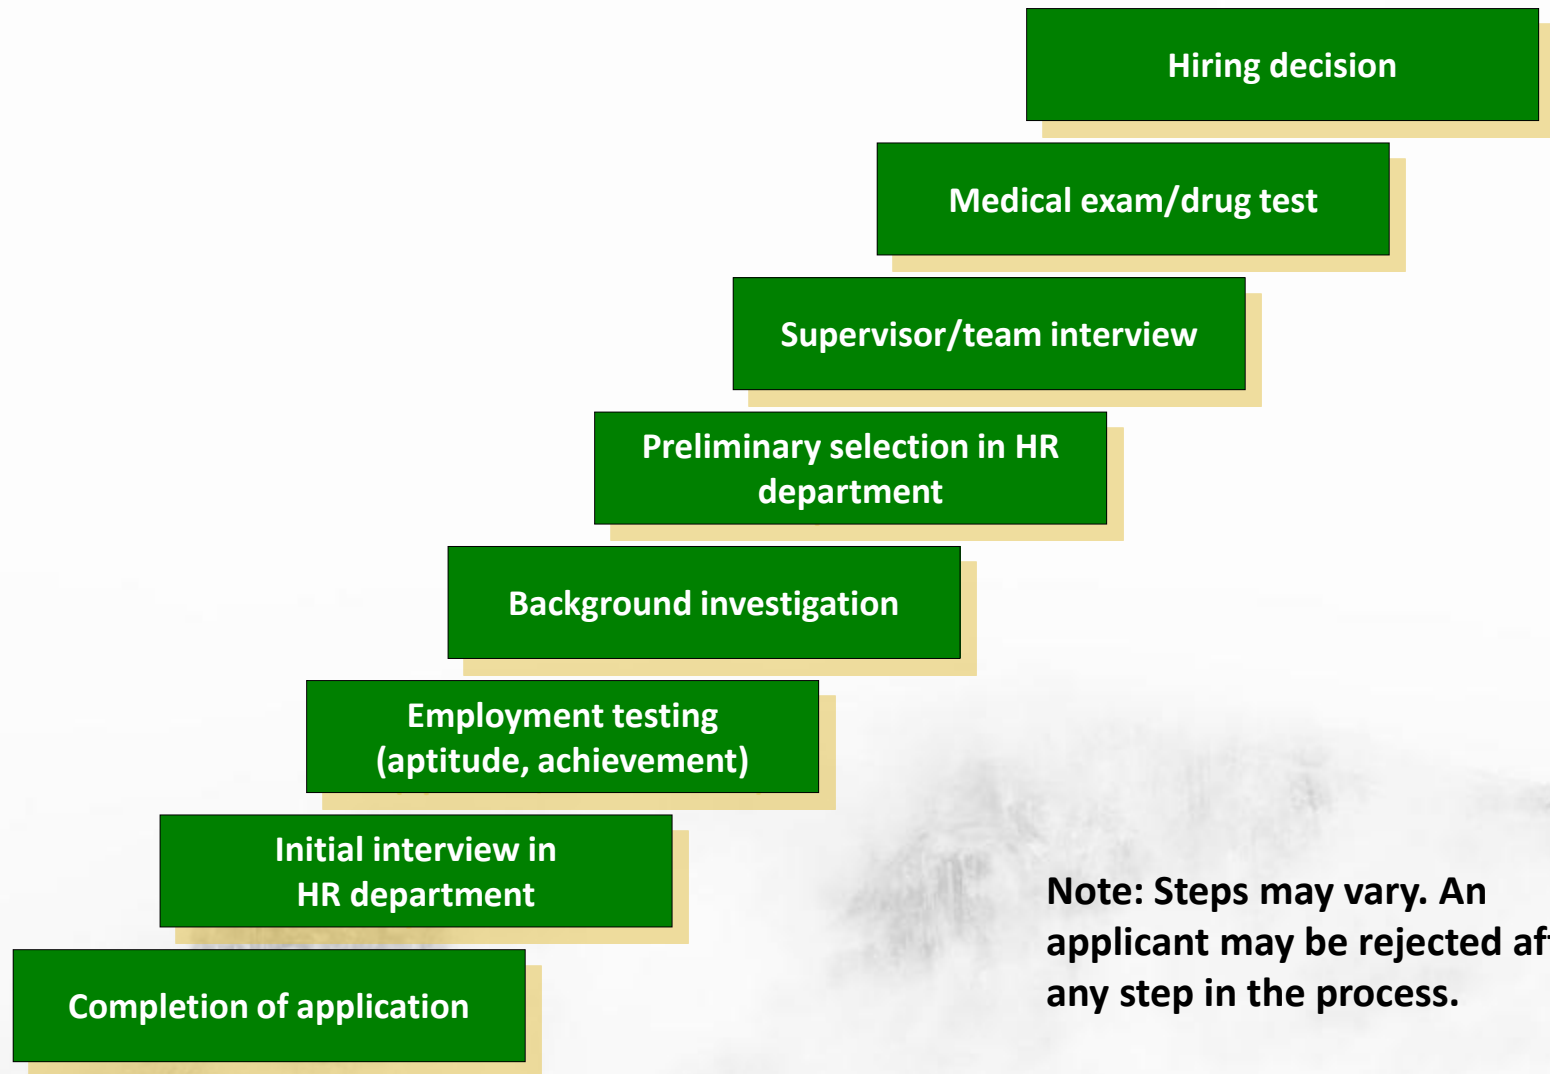 Hiring decision
Medical exam/drug test
Supervisor/team interview
Preliminary selection in HR
department
Background investigation
Employment testing
(aptitude, achievement)
Initial interview in
HR department
Completion of application
Note: Steps may vary. An
applicant may be rejected
any step in the process.